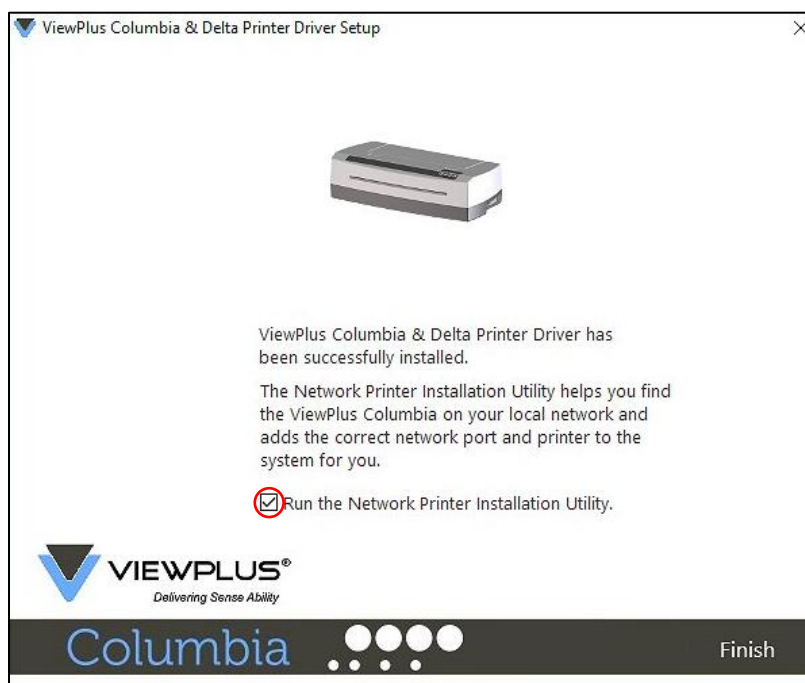 ViewPlus Columbia & Delta Printer Driver Setup
ViewPlus Columbia & Delta Printer Driver has
been successfully installed.
The Network Printer Installation Utility helps you find
the ViewPlus Columbia on your local network and
adds the correct network port and printer to the
system for you.
Run the Network Printer Installation Utility.
VIEWPLUS®
Delivering Sense Ability
Columbia
Finish